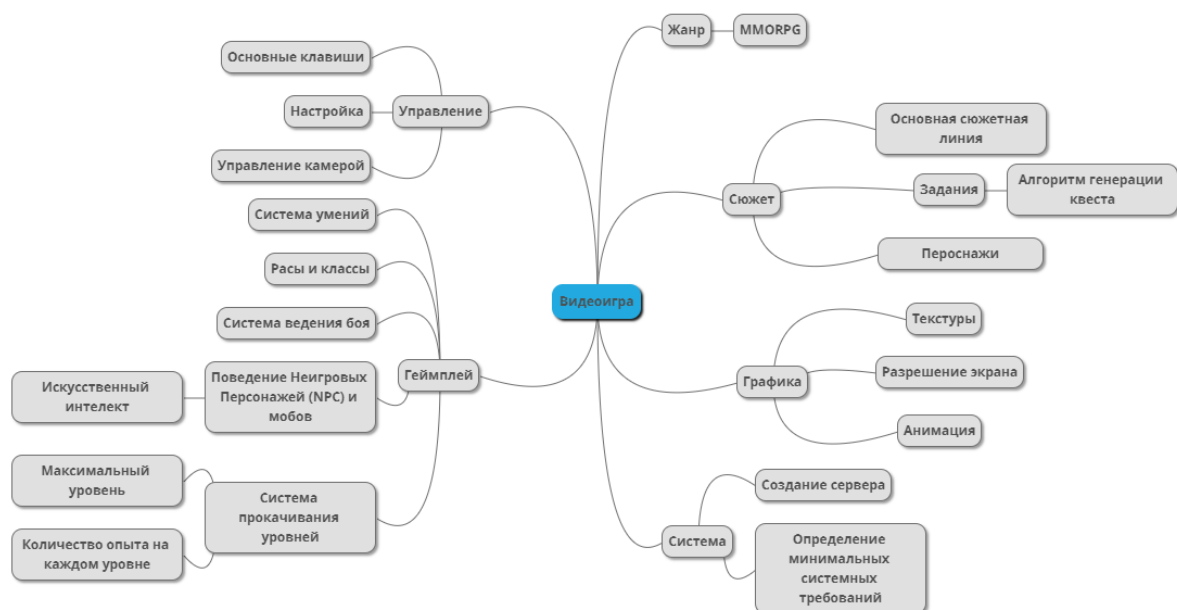 Видеоигра
Жанр
MMORPG
Сюжет
Основная сюжетная
линия
Задания
Алгоритм генерации
квеста
Пероснажи
Графика
Текстуры
Разрешение экрана
Анимация
Система
Создание сервера
Определение
минимальных
системных
требований
Управление
Основные клавиши
Настройка
Управление камерой
Геймплей
Система умений
Расы и классы
Система ведения боя
Поведение Неигровых
Персонажей (NPC) и
мобов
Искусственный
интелект
Система
прокачивания
уровней
Максимальный
уровень
Количество опыта на
каждом уровне